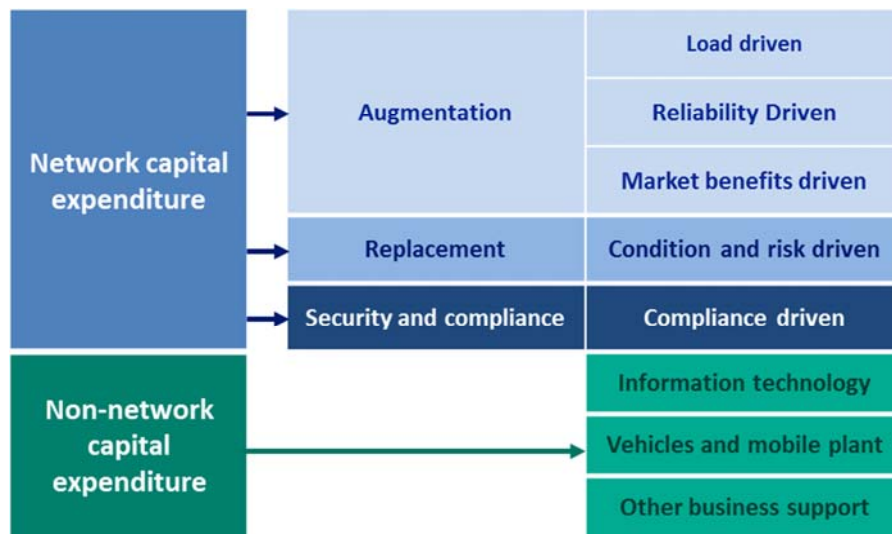 Network capital
expenditure
Augmentation
Load driven
Reliability Driven
Market benefits driven
Replacement
Condition and risk driven
Security and compliance
Compliance driven
Non-network
capital
expenditure
Information technology
Vehicles and mobile plant
Other business support